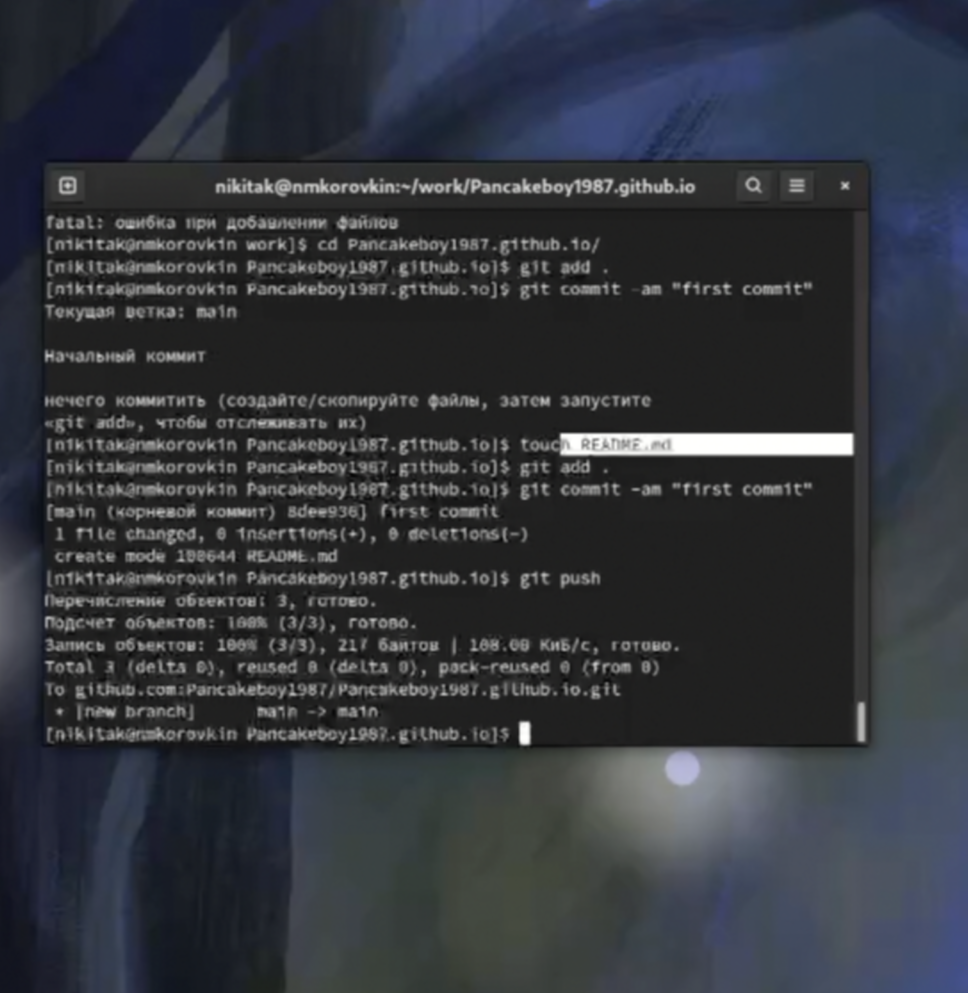 nikitak@nmkorovkin:~/work/Pancakeboy1987.github.io
fatal: ошибка при добавлении файлов
[nikitak@nmkorovkin work]$ cd Pancakeboy1987.github.io/
[nikitak@nmkorovkin Pancakeboy1987.github.io]$ git add .
[nikitak@nmkorovkin Pancakeboy1987.github.io]$ git commit -am "first commit"
Текущая ветка: main
Начальный коммит
нечего коммитить (создайте/скопируйте файлы, затем запустите
«git add», чтобы отслеживать их)
[nikitak@nmkorovkin Pancakeboy1987.github.io]$ touch README.md
[nikitak@nmkorovkin Pancakeboy1987.github.io]$ git add .
[nikitak@nmkorovkin Pancakeboy1987.github.io]$ git commit -am "first commit"
[main (корневой коммит) 8dee936] first commit
1 file changed, 0 insertions(+), 0 deletions(-)
create mode 100644 README.md
[nikitak@nmkorovkin Pancakeboy1987.github.io]$ git push
Перечисление объектов: 3, готово.
Подсчет объектов: 100% (3/3), готово.
Запись объектов: 100% (3/3), 217 байтов | 108.00 КиБ/с, готово.
Total 3 (delta 0), reused 0 (delta 0), pack-reused 0 (from 0)
To github.com:Pancakeboy1987/Pancakeboy1987.github.io.git
* [new branch] main -> main
[nikitak@nmkorovkin Pancakeboy1987.github.io]$